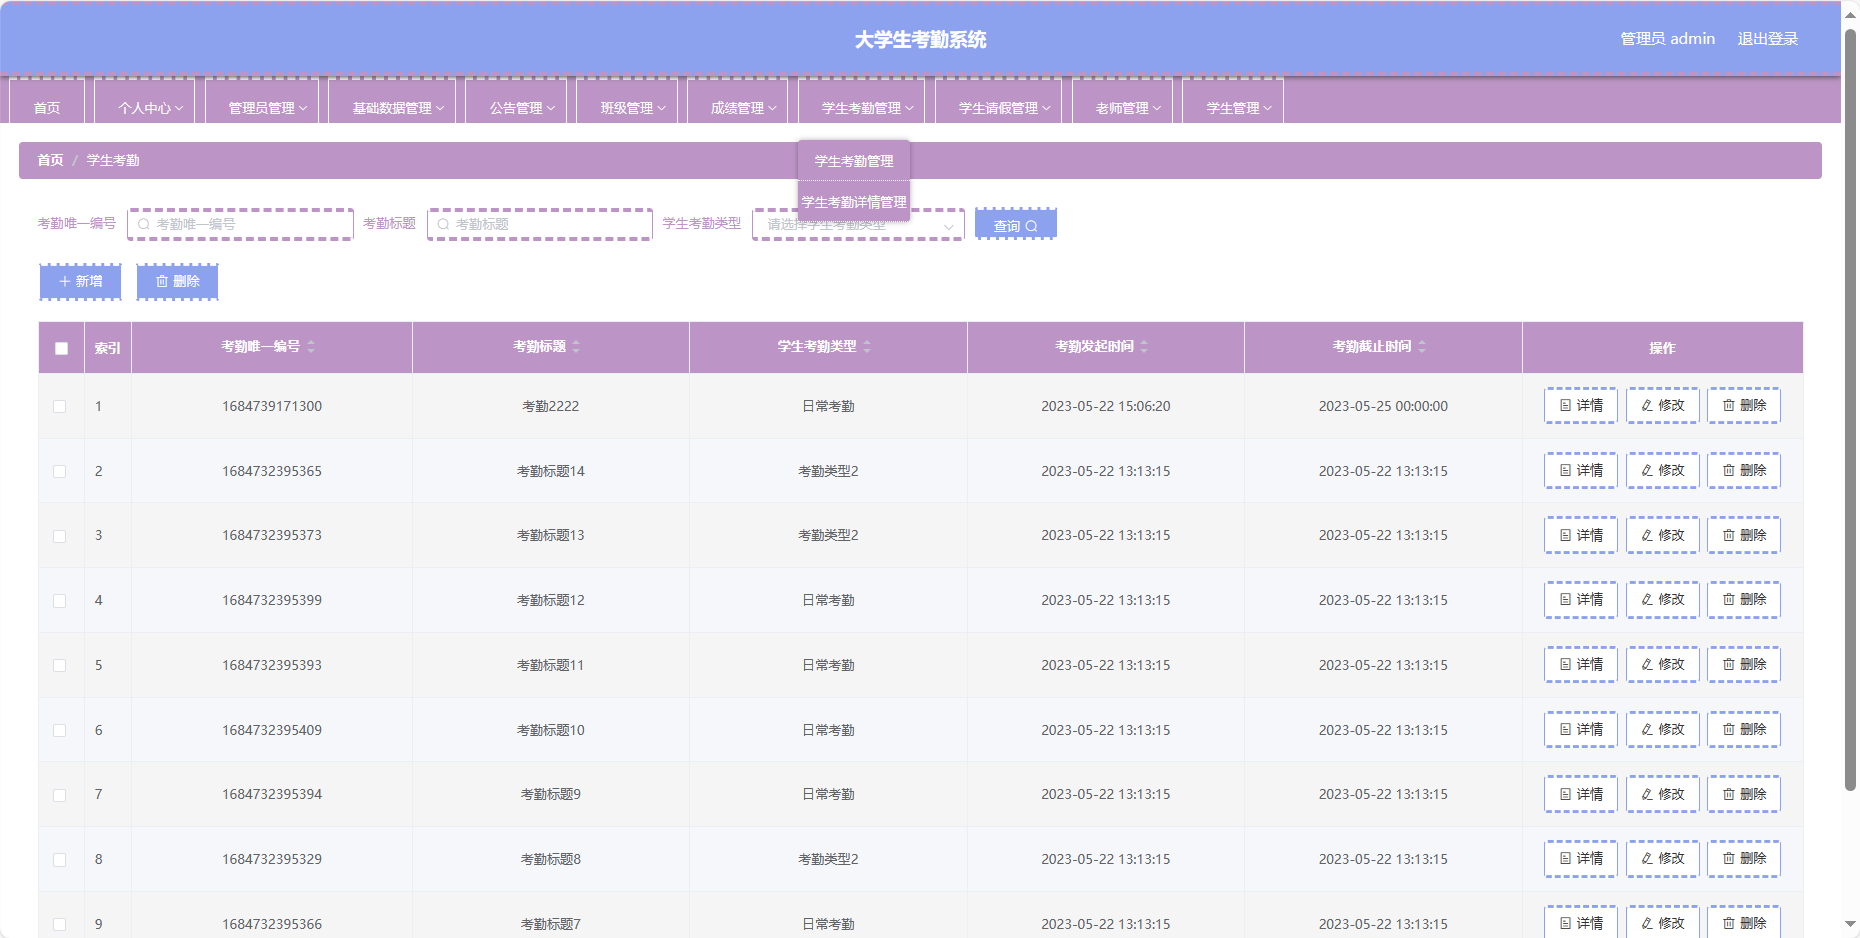 大学生考勤系统
管理员 admin 退出登录
首页 个人中心 管理员管理 基础数据管理 公告管理 班级管理 成绩管理 学生考勤管理 学生请假管理 老师管理 学生管理
首页 / 学生考勤
学生考勤管理
学生考勤详情管理
考勤唯一编号 考勤唯一编号 考勤标题 考勤标题 学生考勤类型 请选择学生考勤类型 查询
新增 删除
索引 考勤唯一编号 考勤标题 学生考勤类型 考勤发起时间 考勤截止时间 操作
1 1684739171300 考勤2222 日常考勤 2023-05-22 15:06:20 2023-05-25 00:00:00 详情 修改 删除
2 1684732395365 考勤标题14 考勤类型2 2023-05-22 13:13:15 2023-05-22 13:13:15 详情 修改 删除
3 1684732395373 考勤标题13 考勤类型2 2023-05-22 13:13:15 2023-05-22 13:13:15 详情 修改 删除
4 1684732395399 考勤标题12 日常考勤 2023-05-22 13:13:15 2023-05-22 13:13:15 详情 修改 删除
5 1684732395393 考勤标题11 日常考勤 2023-05-22 13:13:15 2023-05-22 13:13:15 详情 修改 删除
6 1684732395409 考勤标题10 日常考勤 2023-05-22 13:13:15 2023-05-22 13:13:15 详情 修改 删除
7 1684732395394 考勤标题9 日常考勤 2023-05-22 13:13:15 2023-05-22 13:13:15 详情 修改 删除
8 1684732395329 考勤标题8 考勤类型2 2023-05-22 13:13:15 2023-05-22 13:13:15 详情 修改 删除
9 1684732395366 考勤标题7 日常考勤 2023-05-22 13:13:15 2023-05-22 13:13:15 详情 修改 删除